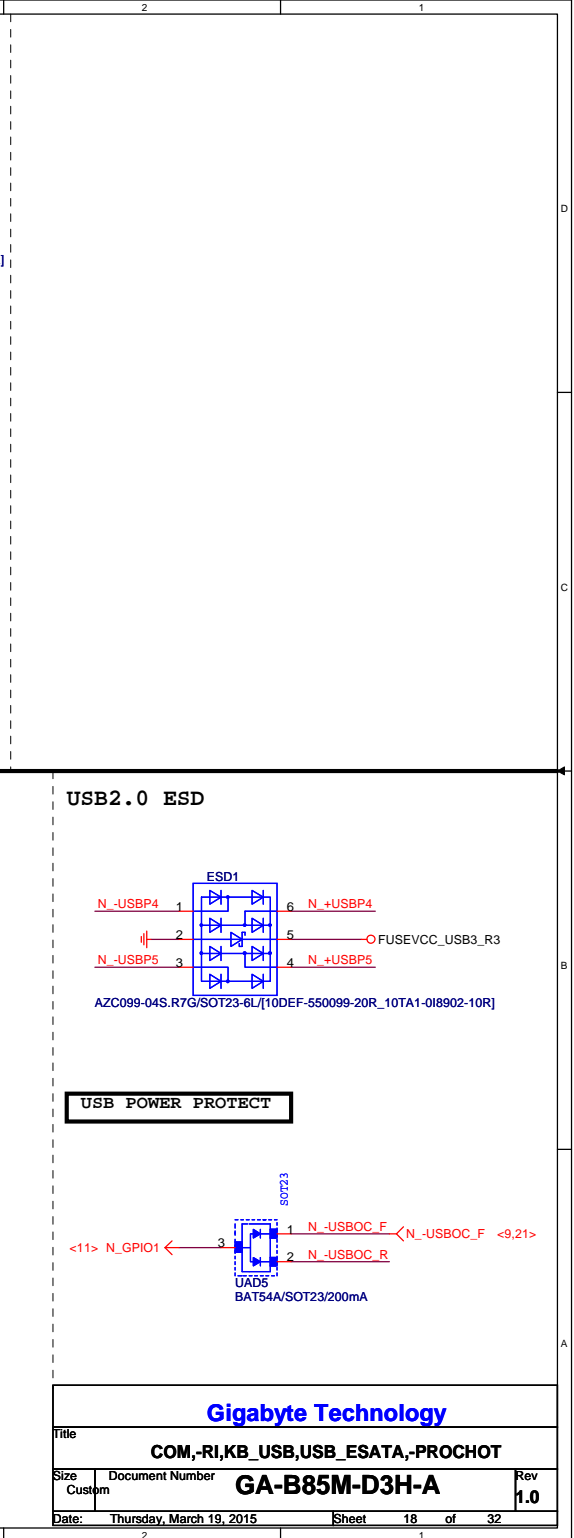 2 1
D
]
C
USB2.0 ESD
ESD1
N_-USBP4 1 6 N_+USBP4
2 5 FUSEVCC_USB3_R3
N_-USBP5 3 4 N_+USBP5
B
AZC099-04S.R7G/SOT23-6L/[10DEF-550099-20R_10TA1-0I8902-10R]
USB POWER PROTECT
SOT23
1 N_-USBOC_F N_-USBOC_F <9,21>
<11> N_GPIO1 3
2 N_-USBOC_R
UAD5
BAT54A/SOT23/200mA
A
Gigabyte Technology
Title
COM,-RI,KB_USB,USB_ESATA,-PROCHOT
Size Document Number Rev
Custom GA-B85M-D3H-A 1.0
Date: Thursday, March 19, 2015 Sheet 18 of 32
2 1